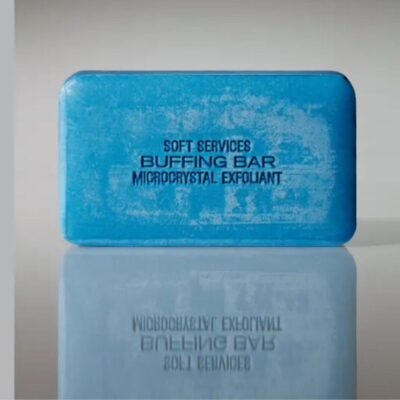 SOFT SERVICES
BUFFING BAR
MICROCRYSTAL EXFOLIANT